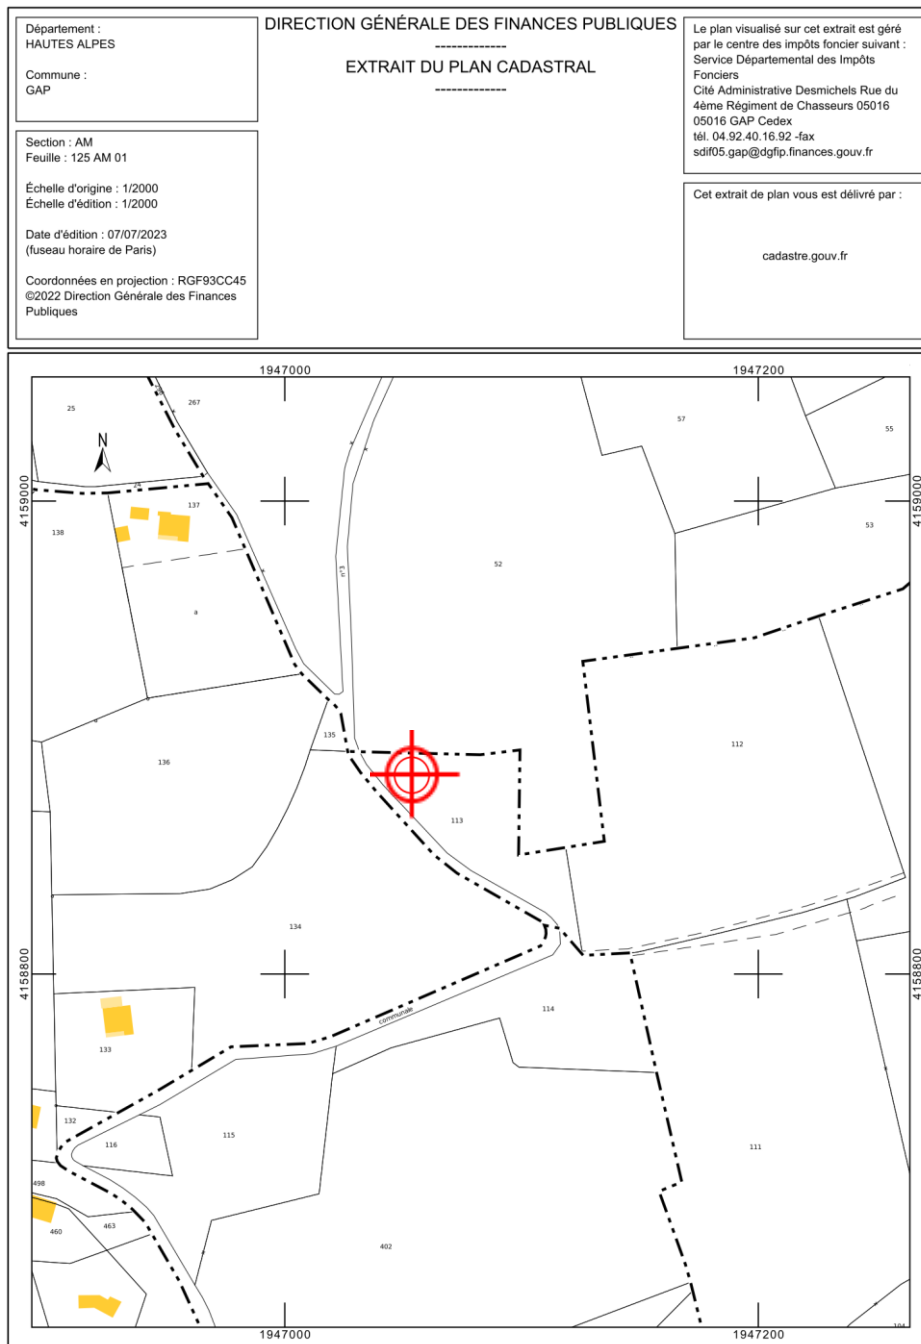 Département :
HAUTES ALPES
Commune :
GAP
Section : AM
Feuille : 125 AM 01
Échelle d'origine : 1/2000
Échelle d'édition : 1/2000
Date d'édition : 07/07/2023
(fuseau horaire de Paris)
Coordonnées en projection : RGF93CC45
©2022 Direction Générale des Finances
Publiques
DIRECTION GÉNÉRALE DES FINANCES PUBLIQUES
-------------
EXTRAIT DU PLAN CADASTRAL
-------------
Le plan visualisé sur cet extrait est géré
par le centre des impôts foncier suivant :
Service Départemental des Impôts
Fonciers
Cité Administrative Desmichels Rue du
4ème Régiment de Chasseurs 05016
05016 GAP Cedex
tél. 04.92.40.16.92 -fax
sdif05.gap@dgfip.finances.gouv.fr
Cet extrait de plan vous est délivré par :
cadastre.gouv.fr
1947000
1947200
25
267
57
55
N
24
4159000
137
4159000
138
53
52
8
135
112
136
113
134
4158800
4158800
114
communale
133
132
116
115
111
498
460
463
402
104
1947000
1947200